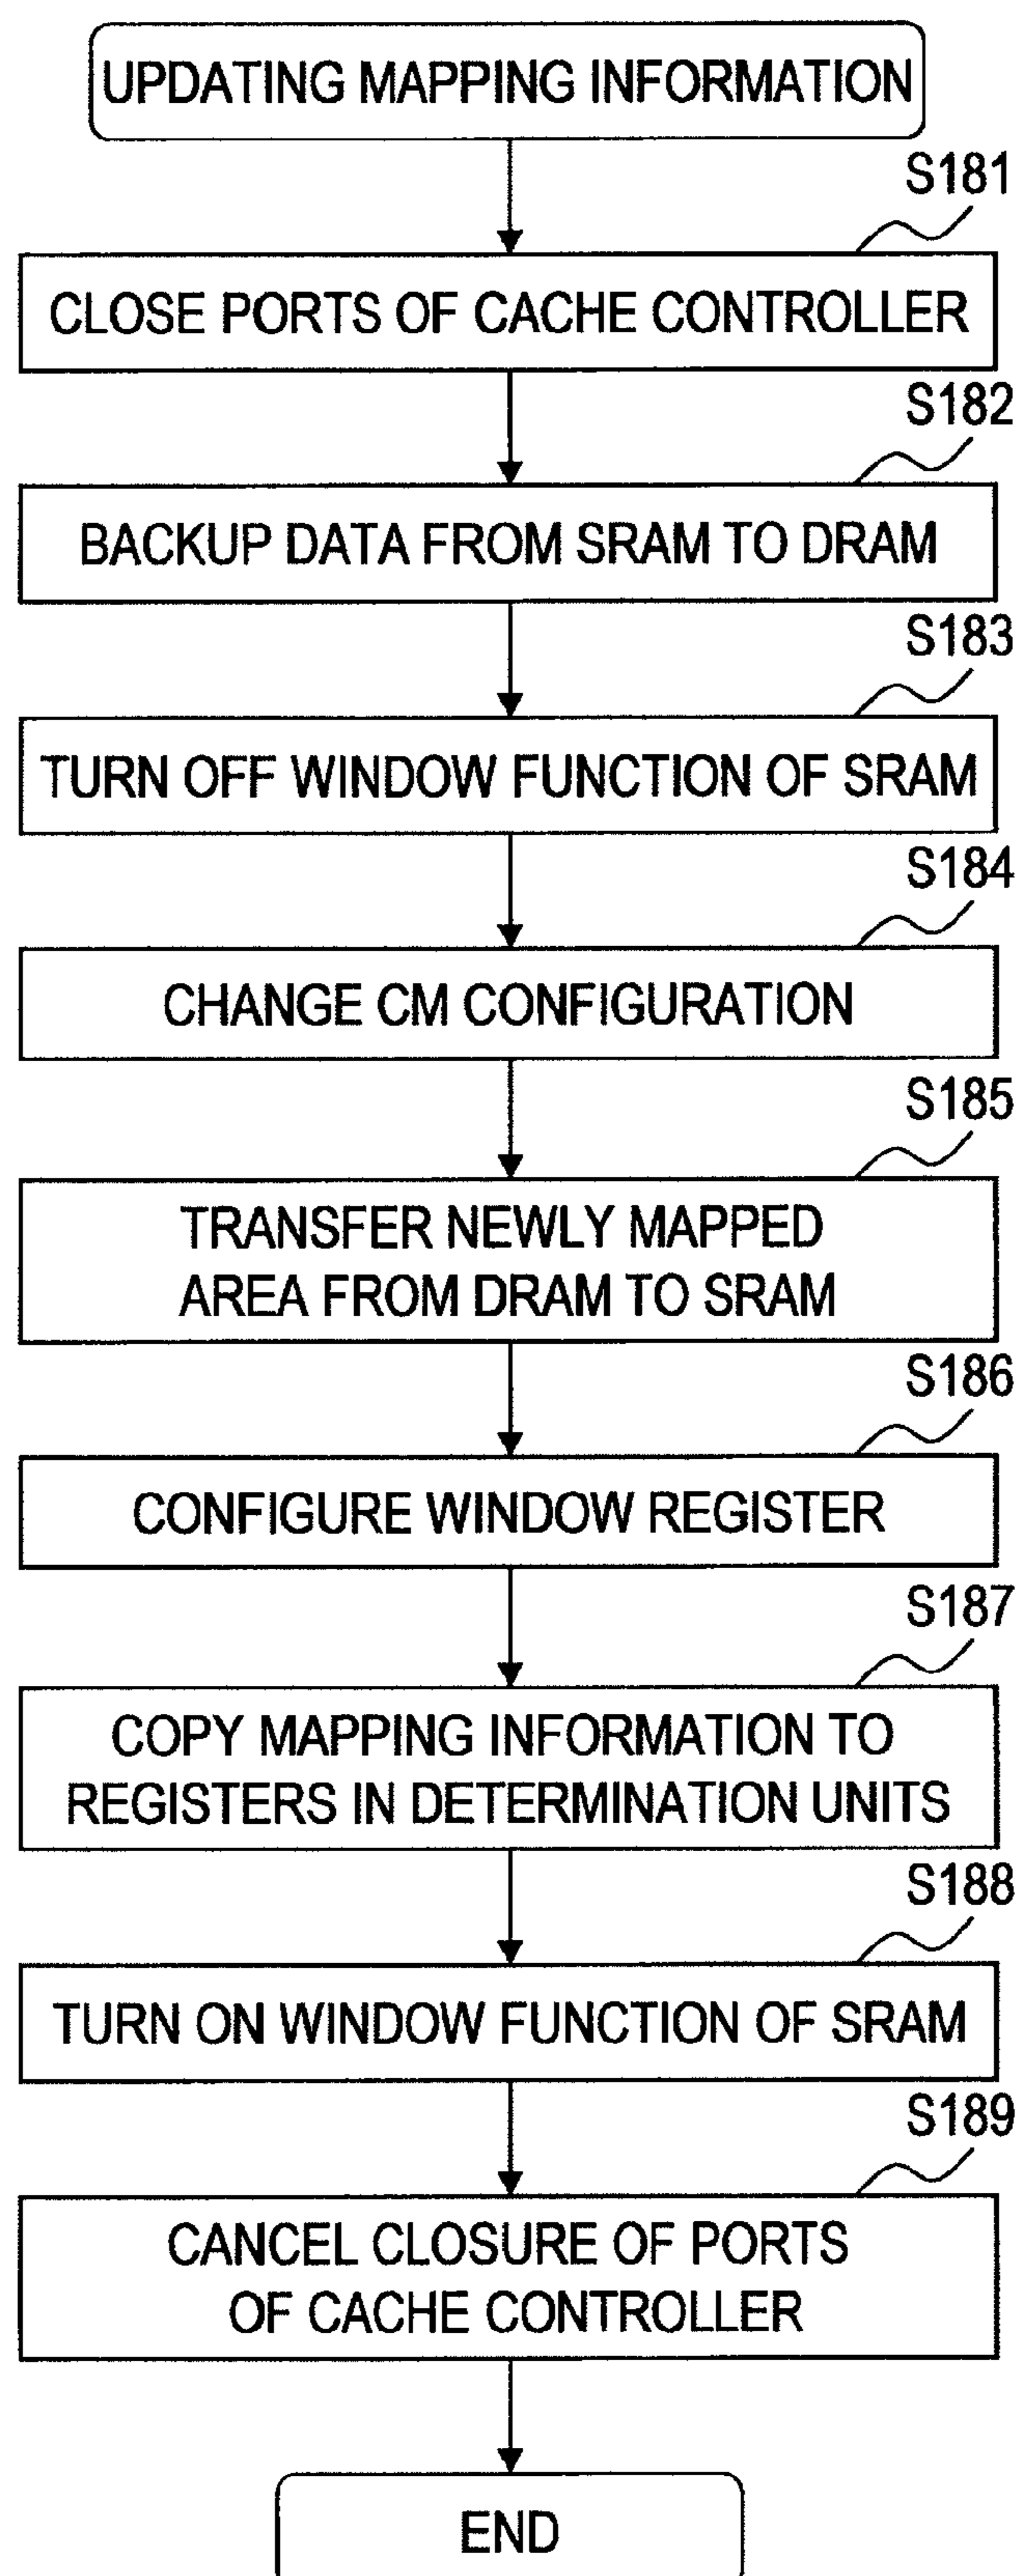 UPDATING MAPPING INFORMATION
S181
CLOSE PORTS OF CACHE CONTROLLER
S182
BACKUP DATA FROM SRAM TO DRAM
S183
TURN OFF WINDOW FUNCTION OF SRAM
S184
CHANGE CM CONFIGURATION
S185
TRANSFER NEWLY MAPPED
AREA FROM DRAM TO SRAM
S186
CONFIGURE WINDOW REGISTER
S187
COPY MAPPING INFORMATION TO
REGISTERS IN DETERMINATION UNITS
S188
TURN ON WINDOW FUNCTION OF SRAM
S189
CANCEL CLOSURE OF PORTS
OF CACHE CONTROLLER
END